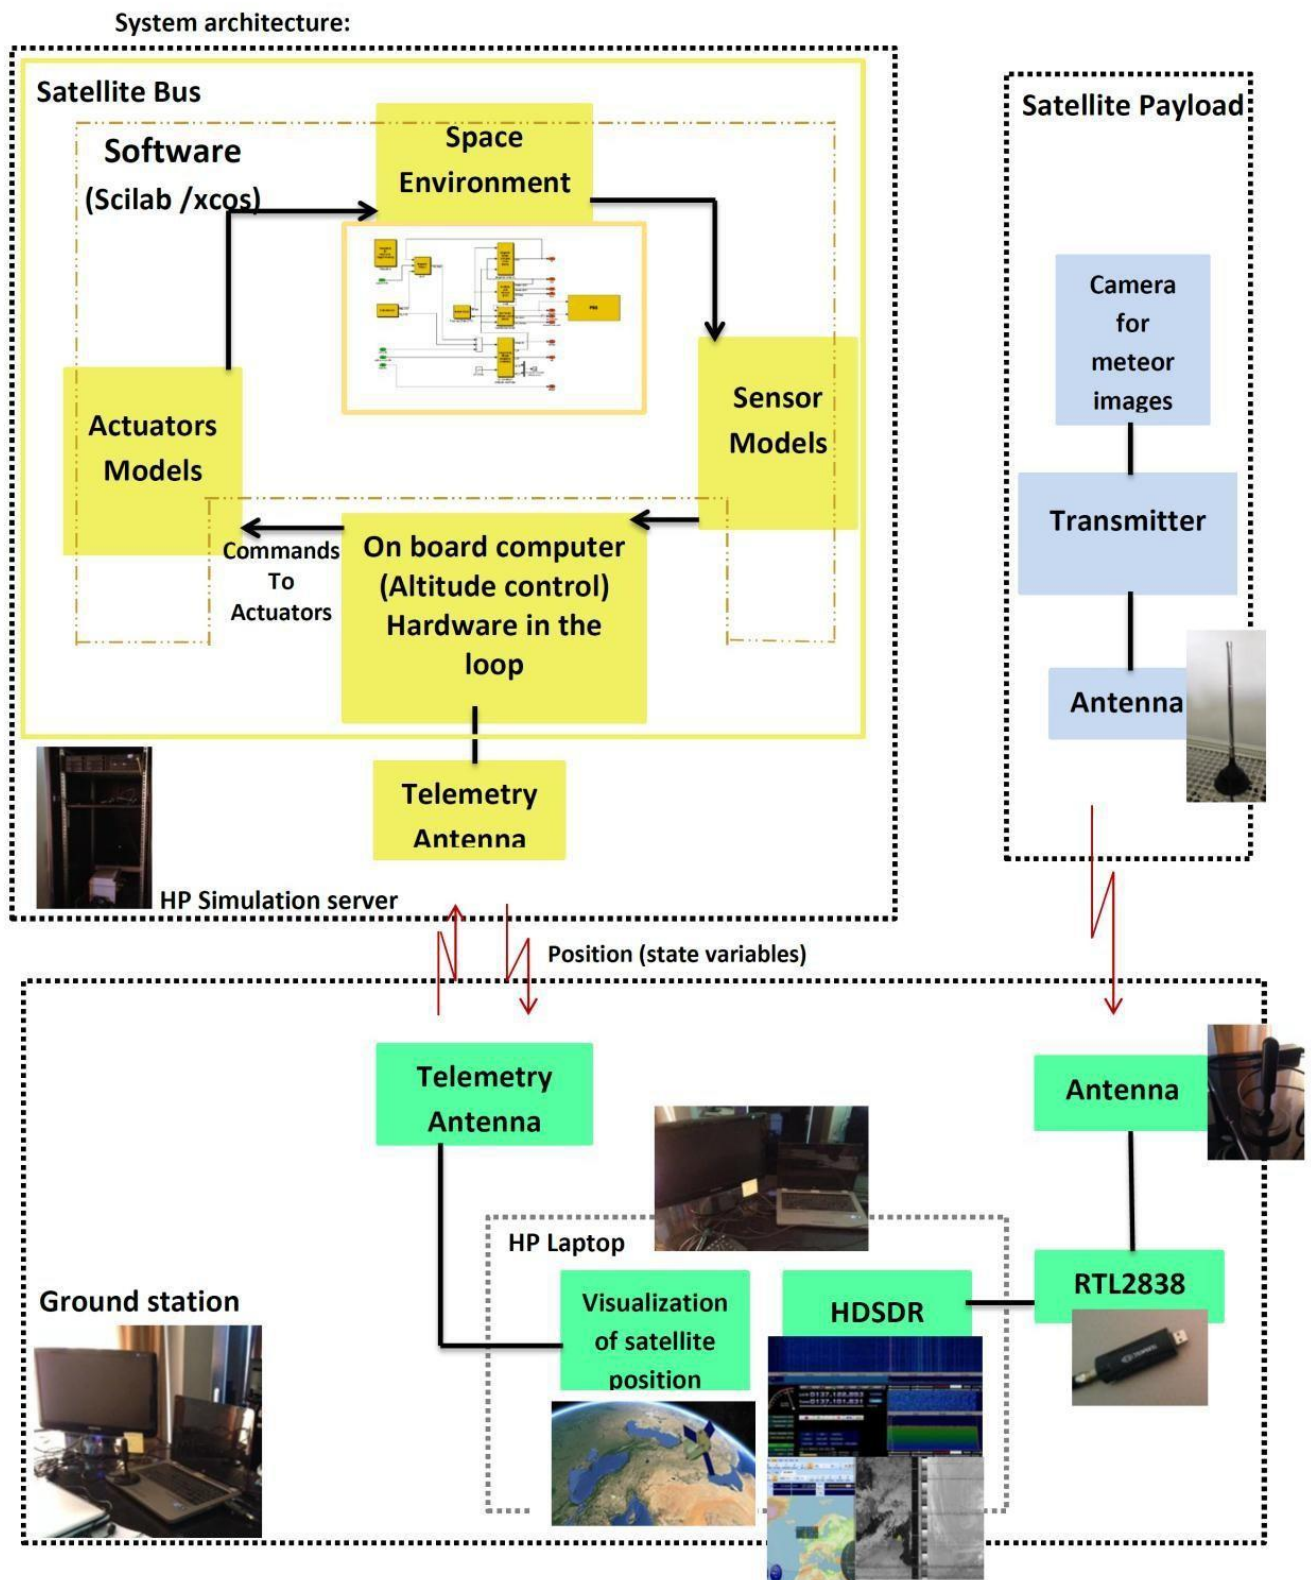 System architecture:
Satellite Bus
Software
(Scilab /xcos)
Space
Environment
Actuators
Models
Sensor
Models
On board computer
(Altitude control)
Hardware in the
loop
Commands
To
Actuators
Telemetry
Antenna
HP Simulation server
Satellite Payload
Camera
for
meteor
images
Transmitter
Antenna
Position (state variables)
Telemetry
Antenna
Antenna
HP Laptop
Visualization
of satellite
position
HDSDR
RTL2838
Ground station